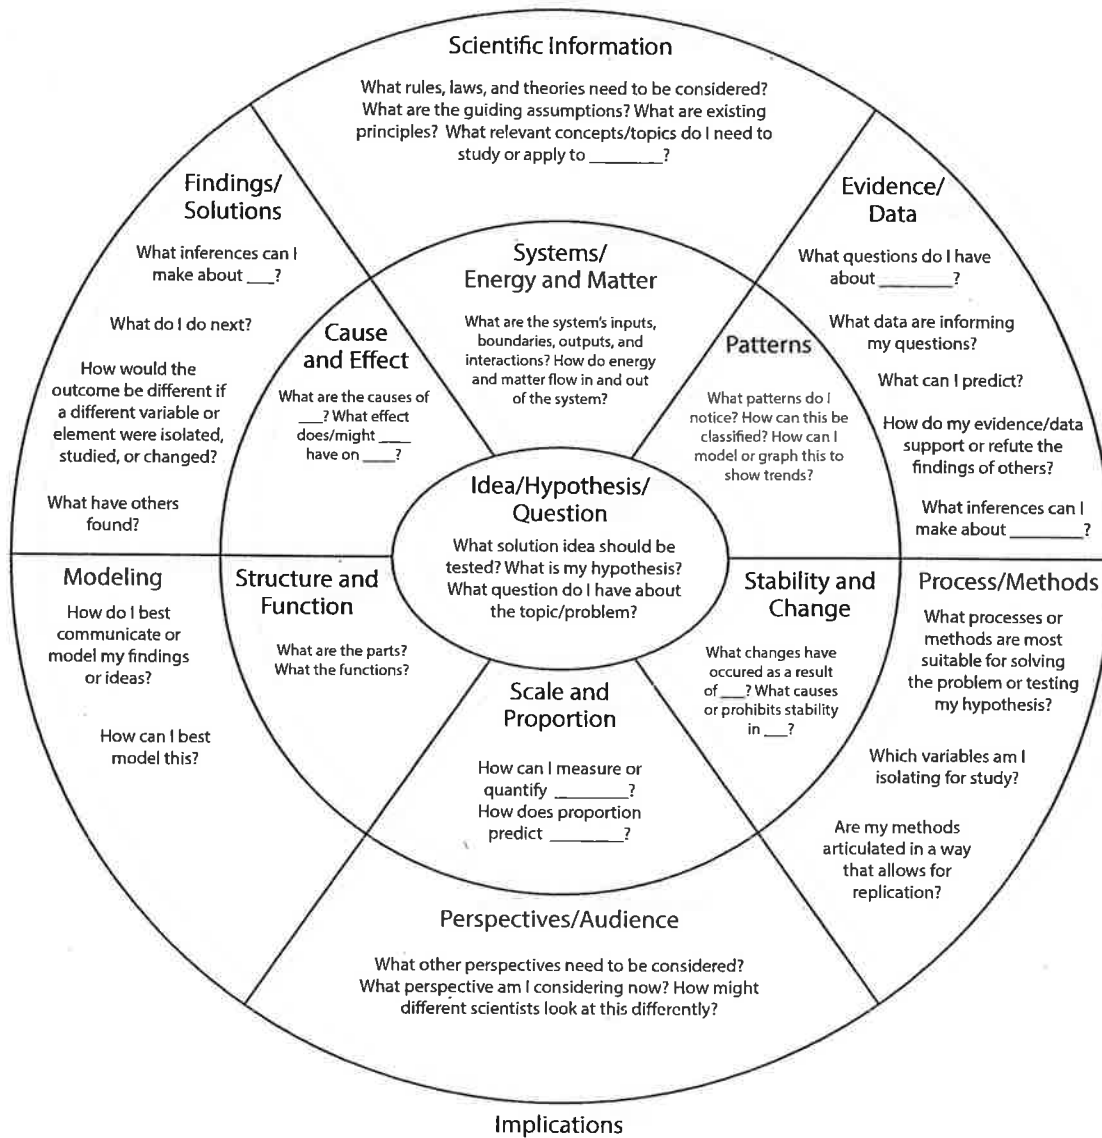 Scientific Information
What rules, laws, and theories need to be considered?
What are the guiding assumptions? What are existing
principles? What relevant concepts/topics do I need to
study or apply to ________?
Findings/
Solutions
What inferences can I
make about ___?
What do I do next?
How would the
outcome be different if
a different variable or
element were isolated,
studied, or changed?
What have others
found?
Evidence/
Data
What questions do I have
about ________?
What data are informing
my questions?
What can I predict?
How do my evidence/data
support or refute the
findings of others?
What inferences can I
make about ________?
Systems/
Energy and Matter
What are the system's inputs,
boundaries, outputs, and
interactions? How do energy
and matter flow in and out
of the system?
Cause
and Effect
What are the causes of
___? What effect
does/might ____
have on ____?
Patterns
What patterns do I
notice? How can this be
classified? How can I
model or graph this to
show trends?
Idea/Hypothesis/
Question
What solution idea should be
tested? What is my hypothesis?
What question do I have about
the topic/problem?
Structure and
Function
What are the parts?
What the functions?
Stability and
Change
What changes have
occured as a result
of ___? What causes
or prohibits stability
in ___?
Scale and
Proportion
How can I measure or
quantify ________?
How does proportion
predict ________?
Modeling
How do I best
communicate or
model my findings
or ideas?
How can I best
model this?
Process/Methods
What processes or
methods are most
suitable for solving
the problem or testing
my hypothesis?
Which variables am I
isolating for study?
Are my methods
articulated in a way
that allows for
replication?
Perspectives/Audience
What other perspectives need to be considered?
What perspective am I considering now? How might
different scientists look at this differently?
Implications